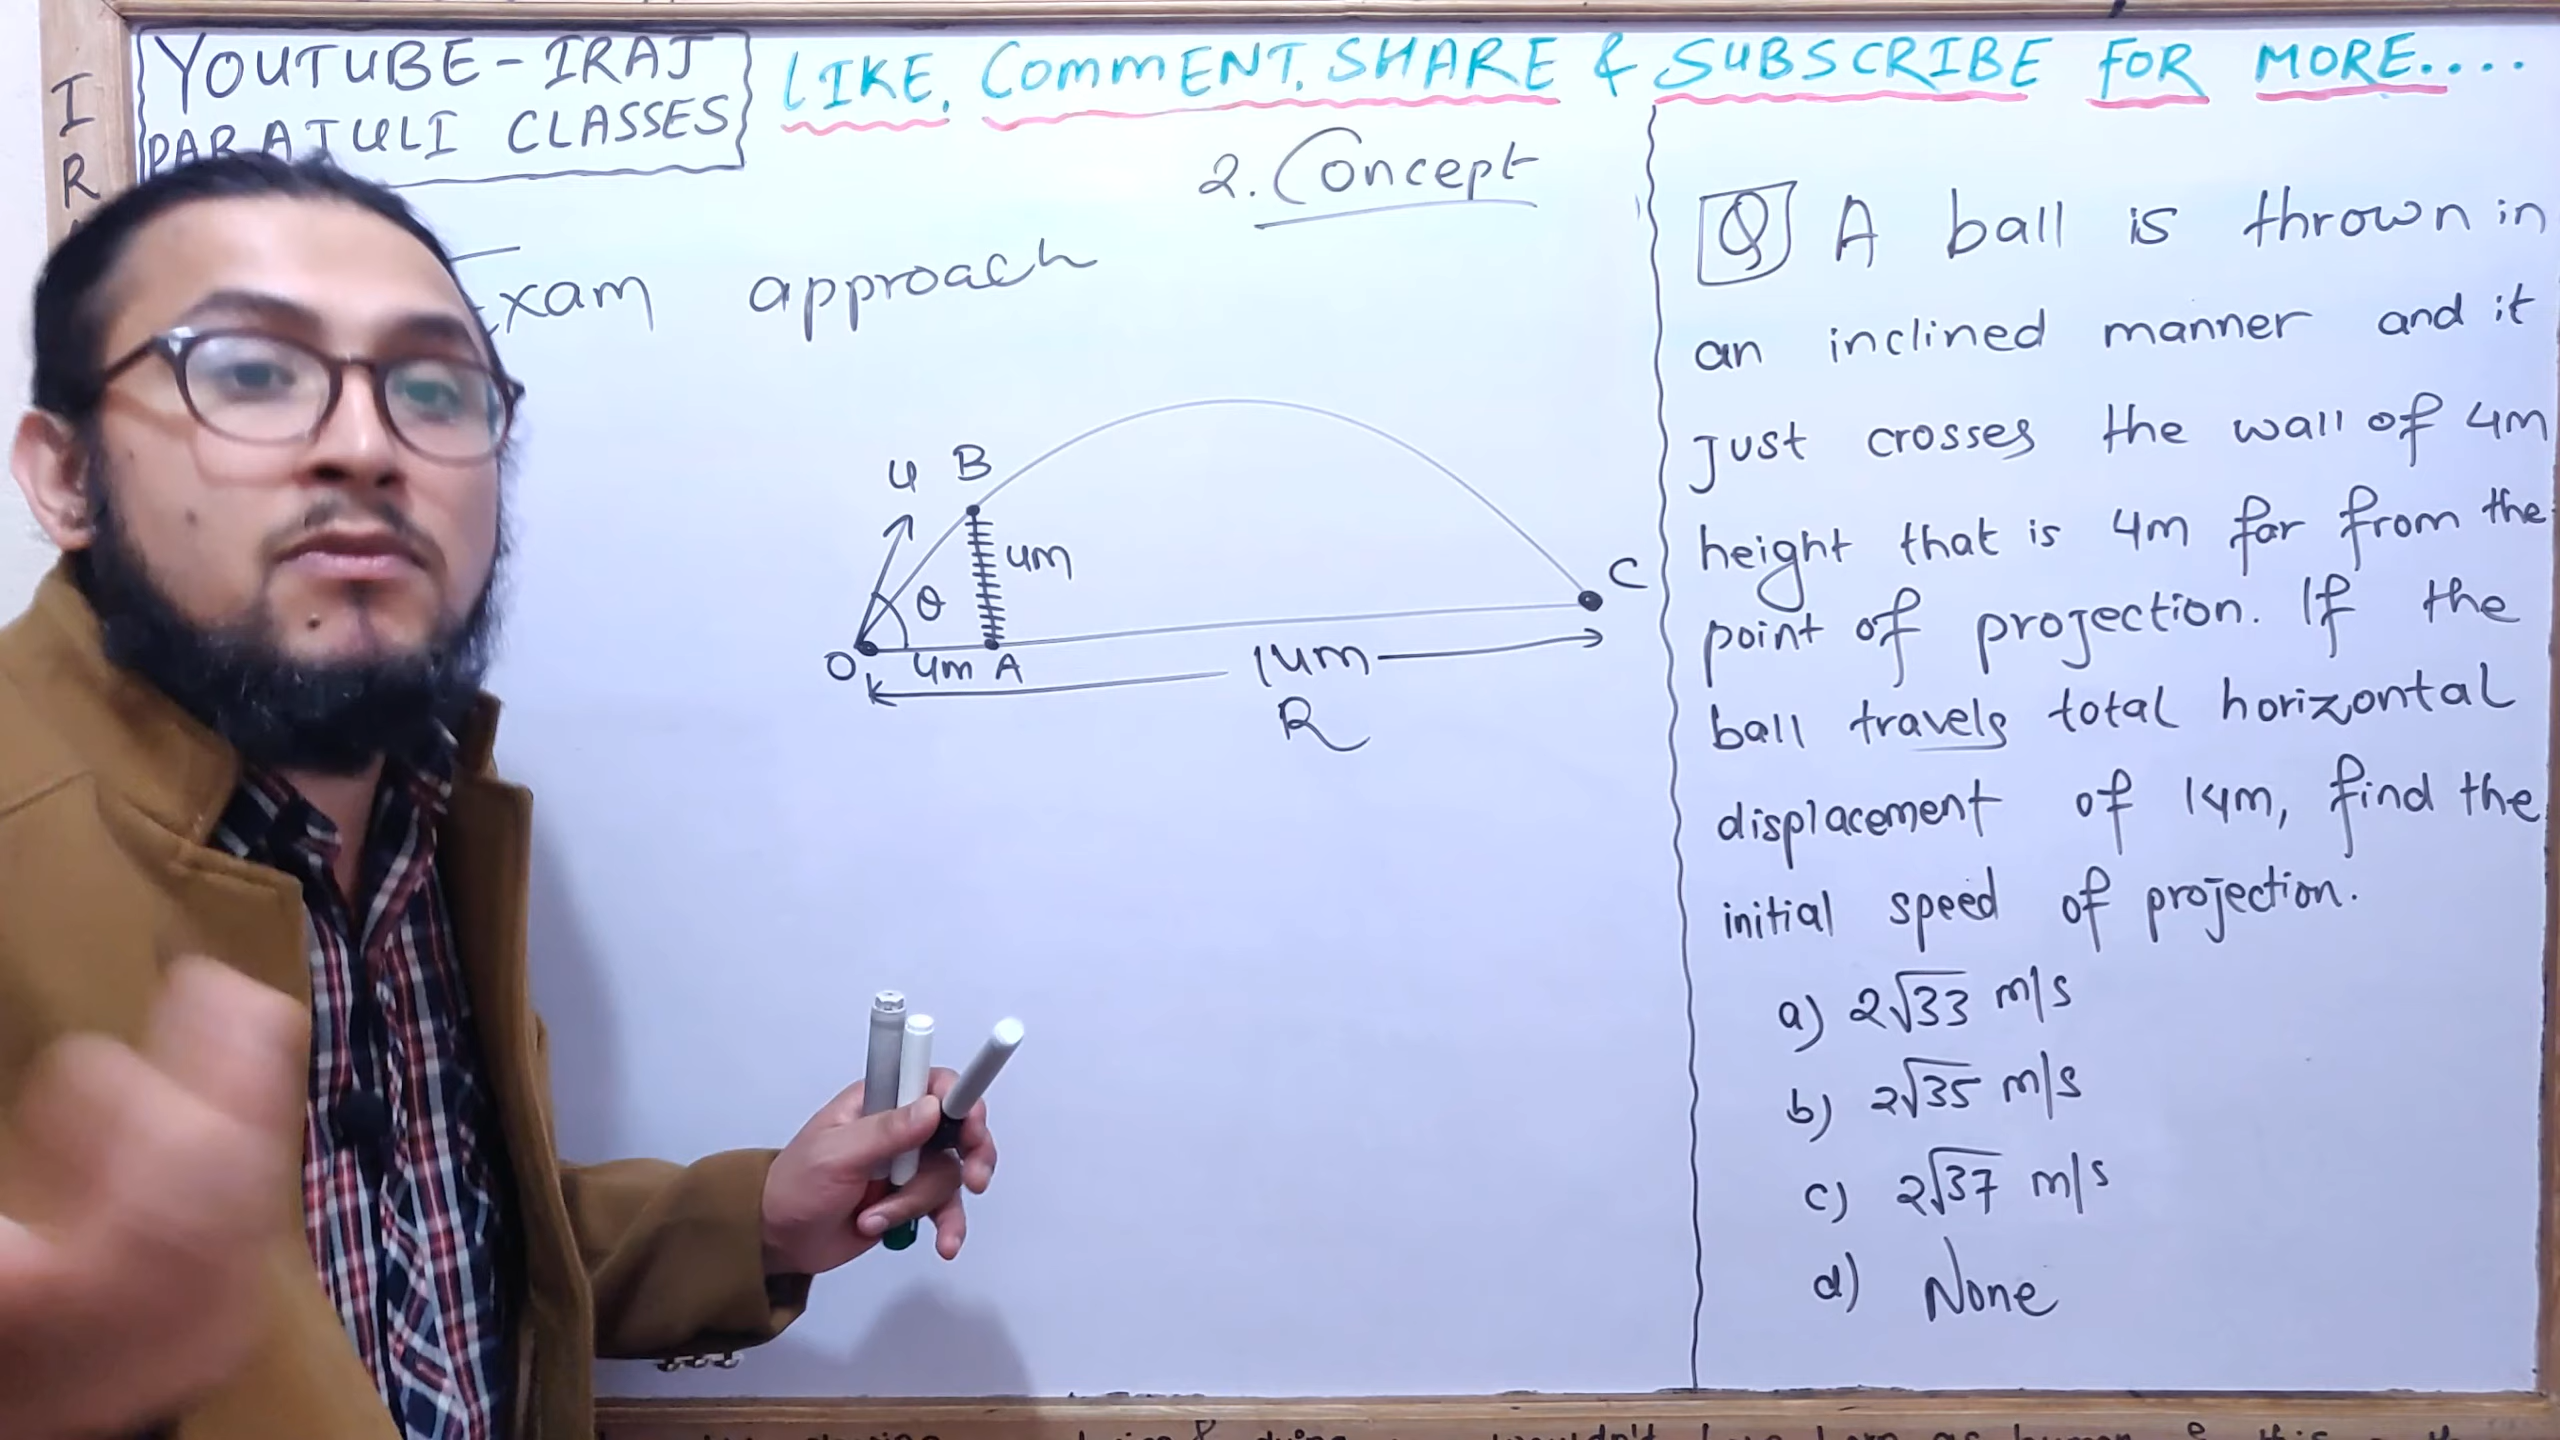 YOUTUBE-IRAJ
PARAJULI CLASSES
LIKE, COMMENT, SHARE & SUBSCRIBE FOR MORE....
I
R
2. Concept
Exam approach
u B
4m
θ
C
O 4m A
14m
R
Q A ball is thrown in
an inclined manner and it
just crosses the wall of 4m
height that is 4m far from the
point of projection. If the
ball travels total horizontal
displacement of 14m, find the
initial speed of projection.
a) 2√33 m/s
b) 2√35 m/s
c) 2√37 m/s
d) None